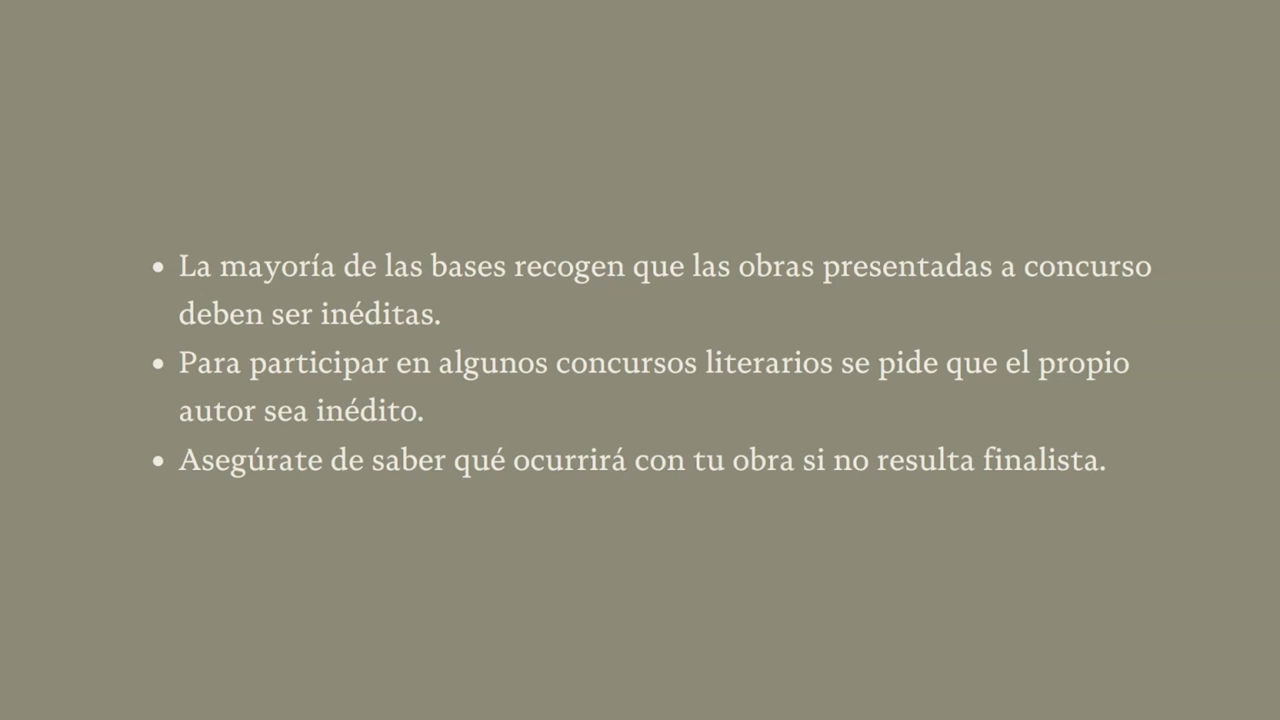 • La mayoría de las bases recogen que las obras presentadas a concurso
deben ser inéditas.
• Para participar en algunos concursos literarios se pide que el propio
autor sea inédito.
• Asegúrate de saber qué ocurrirá con tu obra si no resulta finalista.